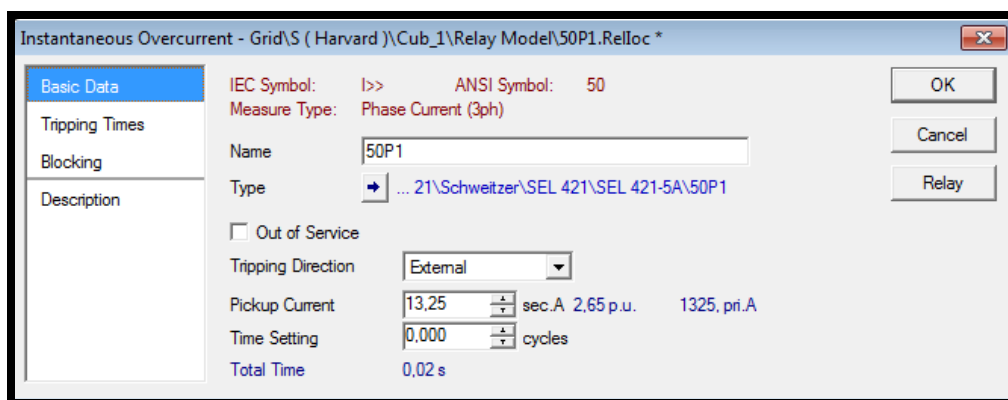 Instantaneous Overcurrent - Grid\S ( Harvard )\Cub_1\Relay Model\50P1.RelIoc *
Basic Data
Tripping Times
Blocking
Description
IEC Symbol: I>> ANSI Symbol: 50
Measure Type: Phase Current (3ph)
Name 50P1
Type ... 21\Schweitzer\SEL 421\SEL 421-5A\50P1
Out of Service
Tripping Direction External
Pickup Current 13,25 sec.A 2,65 p.u. 1325, pri.A
Time Setting 0,000 cycles
Total Time 0,02 s
OK
Cancel
Relay